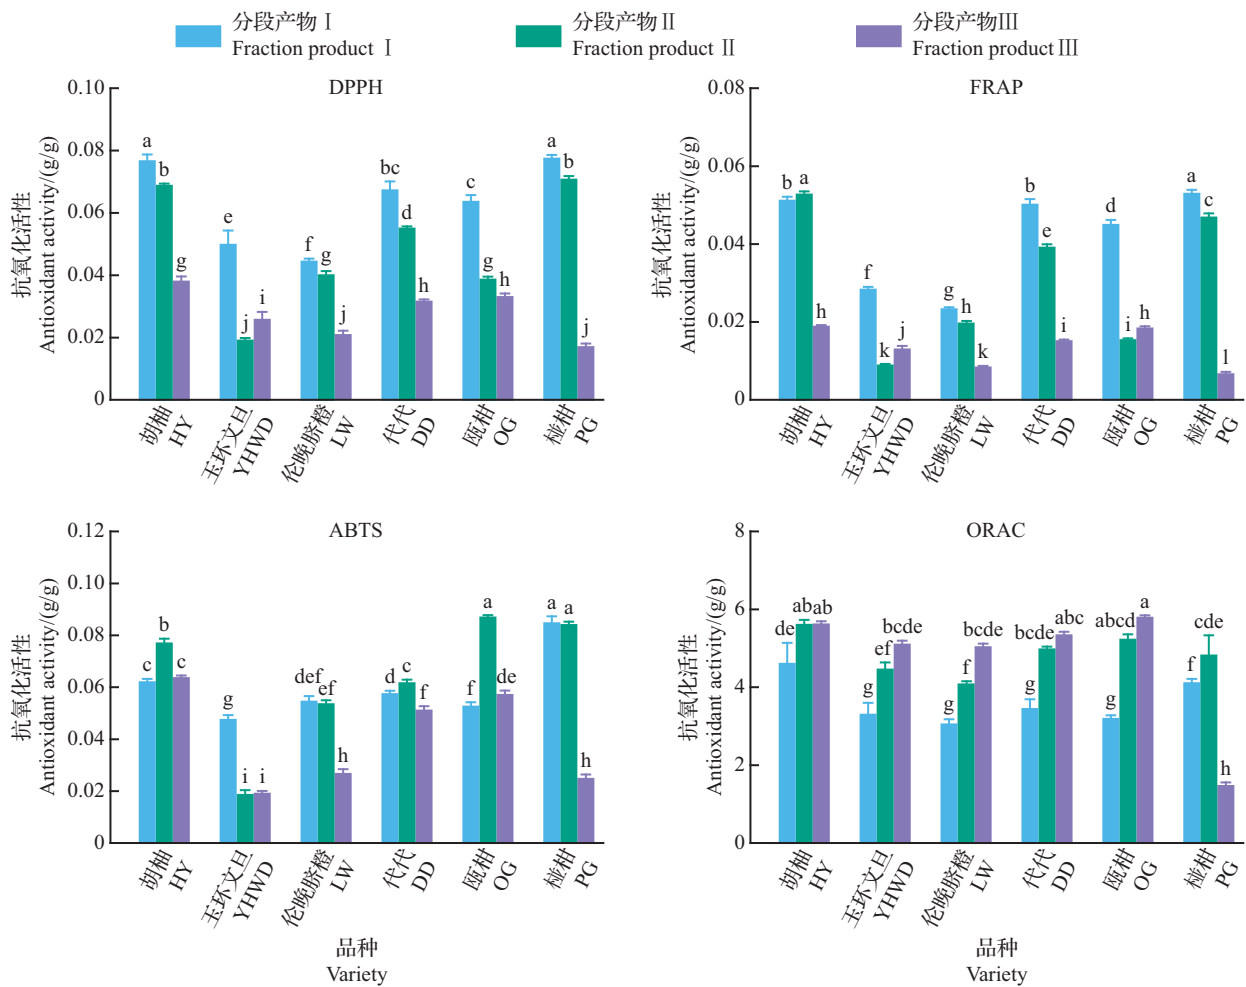 分段产物Ⅰ
Fraction product Ⅰ
分段产物Ⅱ
Fraction product Ⅱ
分段产物Ⅲ
Fraction product Ⅲ
DPPH
抗氧化活性
Antioxidant activity/(g/g)
0.10
0.08
0.06
0.04
0.02
0
a b g
e j i
f g j
bc d h
c g h
a b j
胡柚 HY
玉环文旦 YHWD
伦晚脐橙 LW
代代 DD
瓯柑 OG
椪柑 PG
FRAP
抗氧化活性
Antioxidant activity/(g/g)
0.08
0.06
0.04
0.02
0
b a h
f k j
g h k
b e i
d i h
a c l
胡柚 HY
玉环文旦 YHWD
伦晚脐橙 LW
代代 DD
瓯柑 OG
椪柑 PG
ABTS
抗氧化活性
Antioxidant activity/(g/g)
0.12
0.10
0.08
0.06
0.04
0.02
0
c b c
g i i
def ef h
d c f
f a de
a a h
胡柚 HY
玉环文旦 YHWD
伦晚脐橙 LW
代代 DD
瓯柑 OG
椪柑 PG
品种
Variety
ORAC
抗氧化活性
Antioxidant activity/(g/g)
8
6
4
2
0
de ab ab
g ef bcde
g f bcde
g bcde abc
g abcd a
f cde h
胡柚 HY
玉环文旦 YHWD
伦晚脐橙 LW
代代 DD
瓯柑 OG
椪柑 PG
品种
Variety